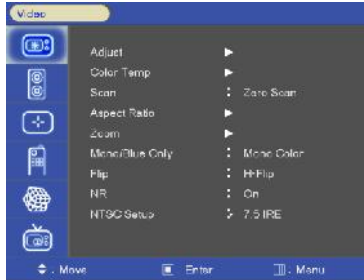 Video
Adjust
Color Temp
Scan : Zero Scan
Aspect Ratio
Zoom
Mono/Blue Only : Mono Color
Flip : H-Flip
NR : On
NTSC Setup : 7.5 IRE
: Move Enter : Menu